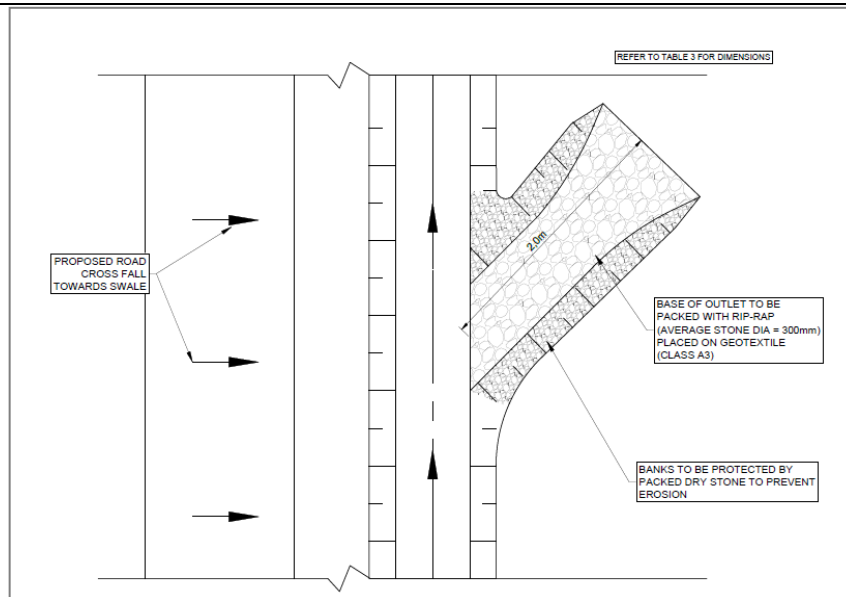 REFER TO TABLE 3 FOR DIMENSIONS
PROPOSED ROAD
CROSS FALL
TOWARDS SWALE
2.0m
BASE OF OUTLET TO BE
PACKED WITH RIP-RAP
(AVERAGE STONE DIA = 300mm)
PLACED ON GEOTEXTILE
(CLASS A3)
BANKS TO BE PROTECTED BY
PACKED DRY STONE TO PREVENT
EROSION